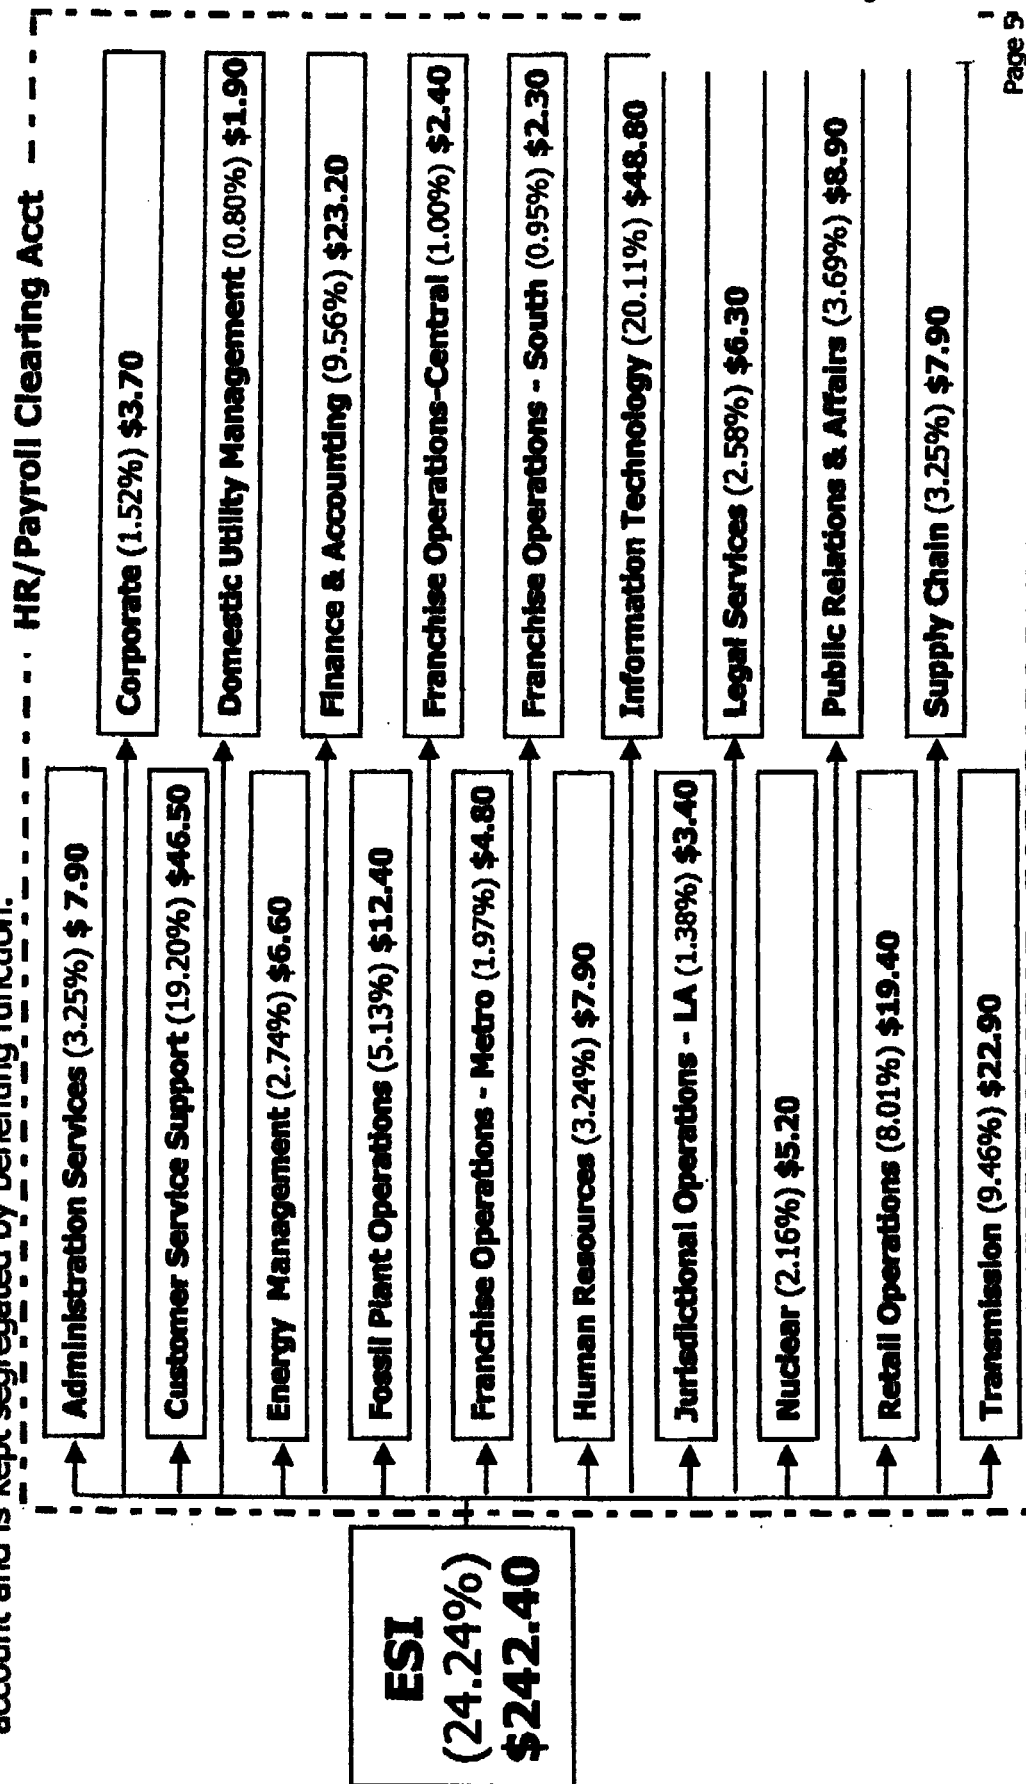 account and is kept segregated by benefiting function.
HR/Payroll Clearing Acct
Administration Services (3.25%) $ 7.90
Corporate (1.52%) $3.70
Customer Service Support (19.20%) $46.50
Domestic Utility Management (0.80%) $1.90
Energy Management (2.74%) $6.60
Finance & Accounting (9.56%) $23.20
Fossil Plant Operations (5.13%) $12.40
Franchise Operations-Central (1.00%) $2.40
Franchise Operations - Metro (1.97%) $4.80
Franchise Operations - South (0.95%) $2.30
Human Resources (3.24%) $7.90
Information Technology (20.11%) $48.80
Jurisdictional Operations - LA (1.38%) $3.40
Legal Services (2.58%) $6.30
Nuclear (2.16%) $5.20
Public Relations & Affairs (3.69%) $8.90
Retail Operations (8.01%) $19.40
Supply Chain (3.25%) $7.90
Transmission (9.46%) $22.90
ESI
(24.24%)
$242.40
Page 5